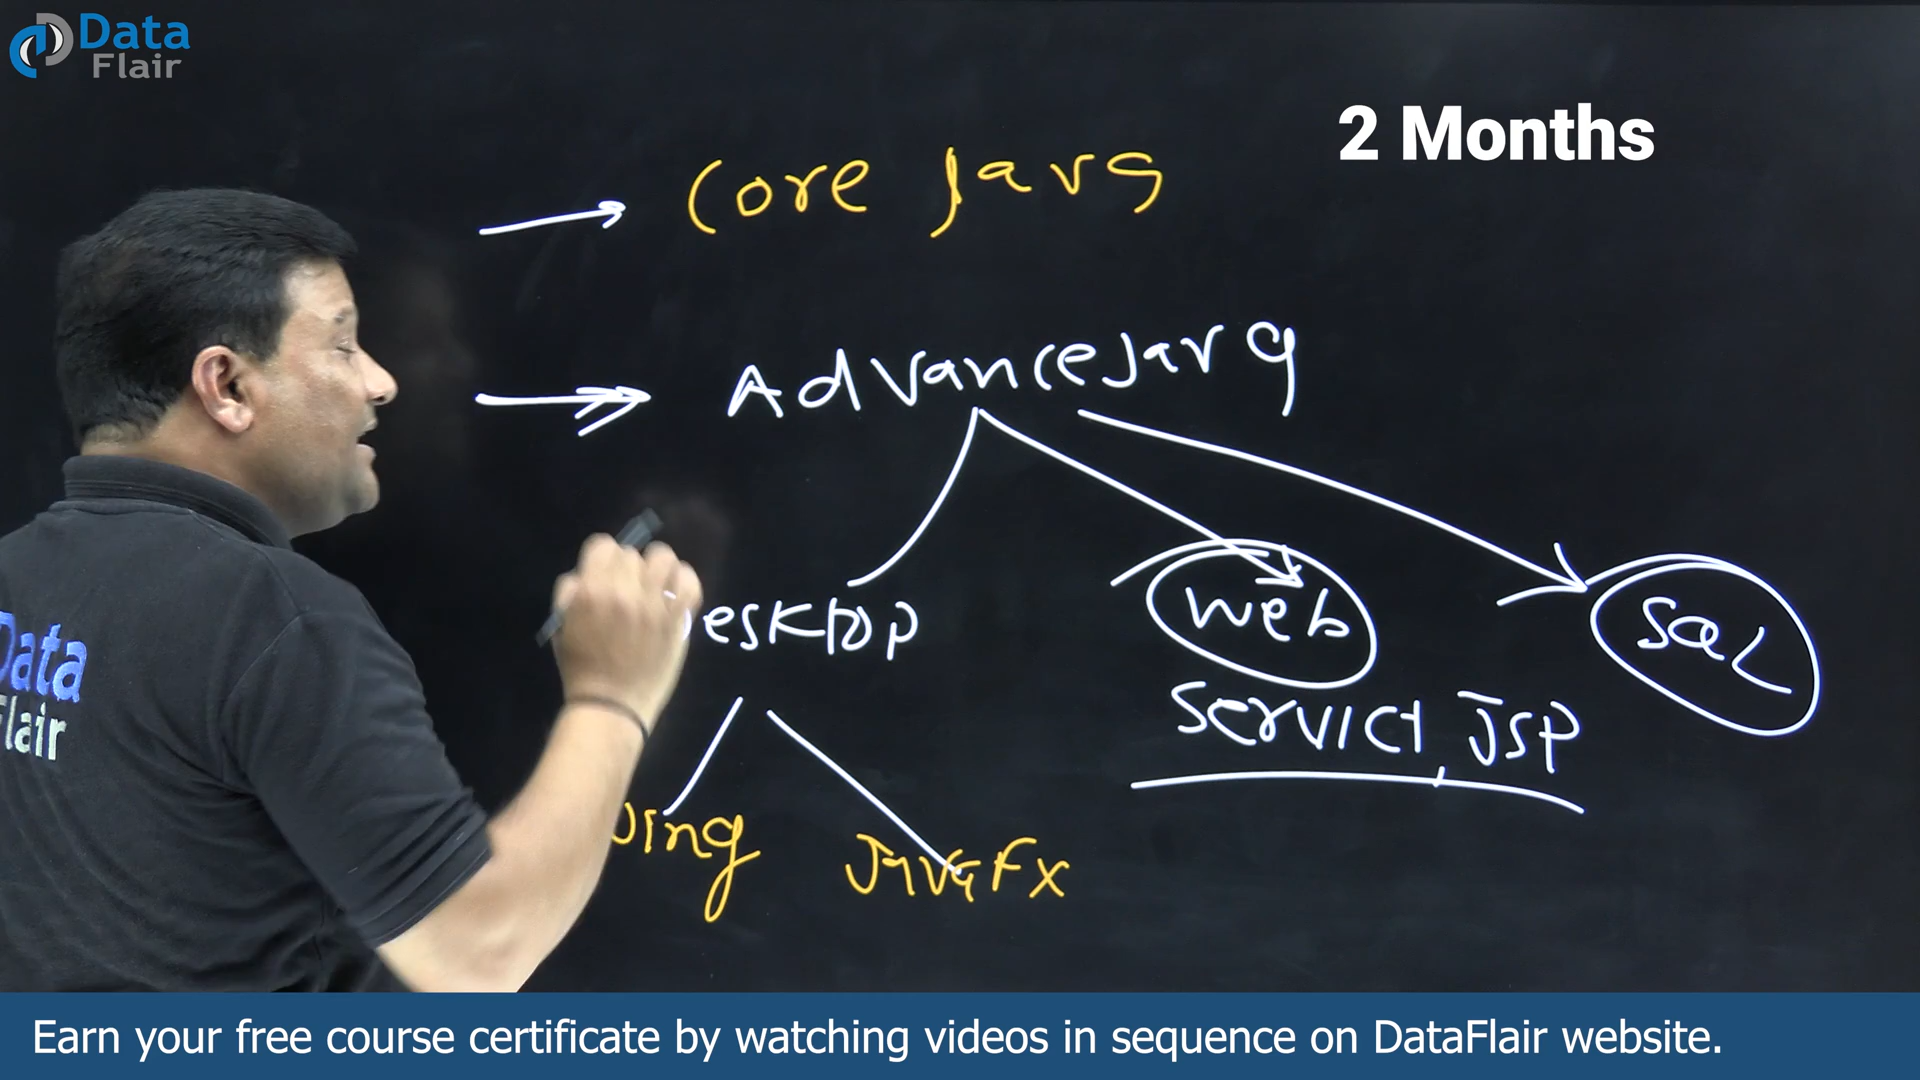 Data
Flair
2 Months
Core Java
Advance Java
esktop
web
SQL
Servict, JSP
wing
JavaFx
Data
lair
Earn your free course certificate by watching videos in sequence on DataFlair website.